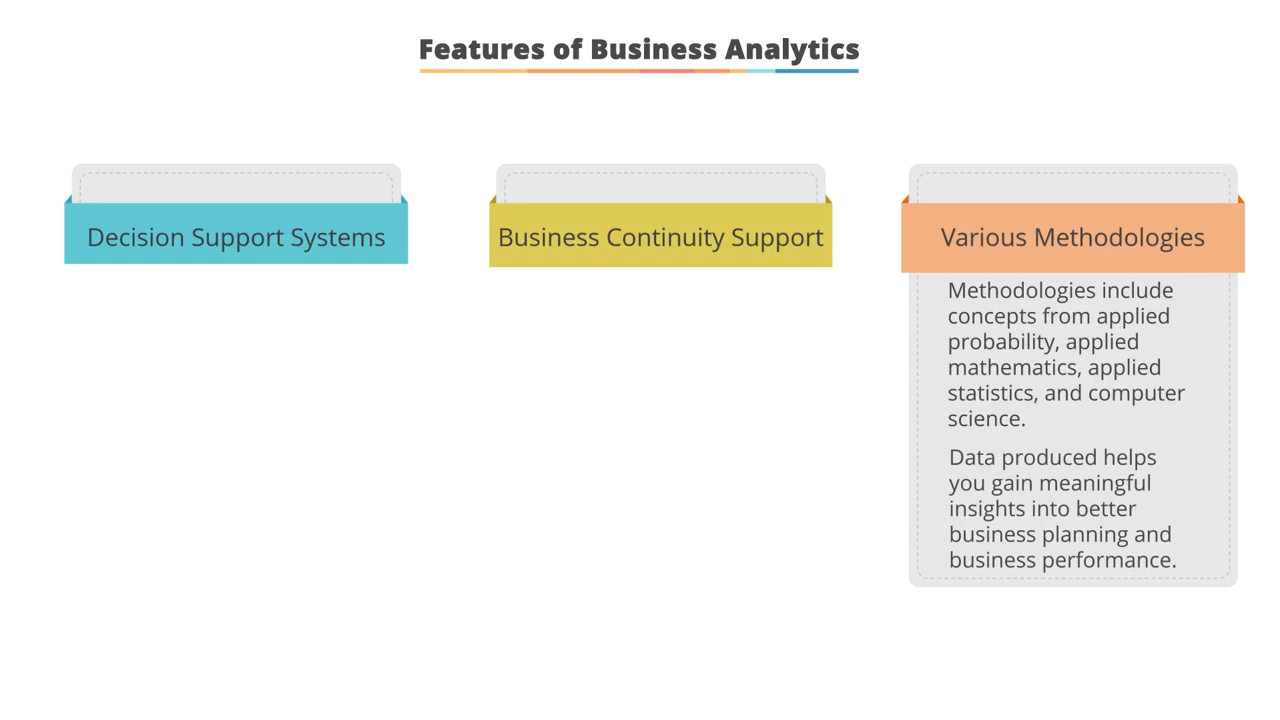 Features of Business Analytics
Decision Support Systems
Business Continuity Support
Various Methodologies
Methodologies include
concepts from applied
probability, applied
mathematics, applied
statistics, and computer
science.
Data produced helps
you gain meaningful
insights into better
business planning and
business performance.